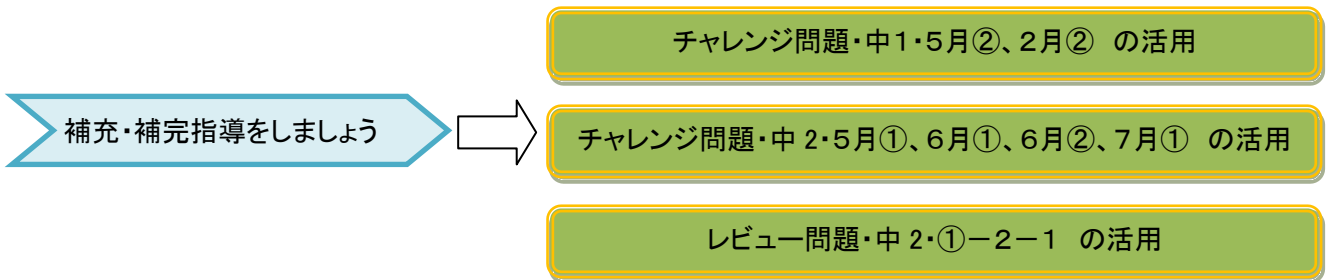 チャレンジ問題・中1・5月②、2月② の活用
補充・補完指導をしましょう
チャレンジ問題・中 2・5月①、6月①、6月②、7月① の活用
レビュー問題・中 2・①-2-1 の活用